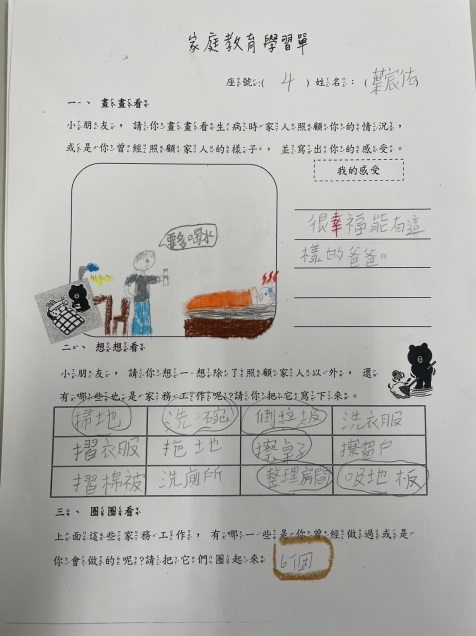 家庭教育學習單
座號:( 4 ) 姓名:(葉宸佑
一、畫畫看
小朋友，請你畫畫看生病時家人照顧你的情況，
或是你曾經照顧家人的樣子，並寫出你的感受。
我的感受
要多喝水
很幸福能有這
樣的爸爸。
二、想想看
小朋友，請你想一想除了照顧家人以外，還
有哪些也是家務工作呢?請你把它寫下來。
掃地 洗碗 倒垃圾 洗衣服
摺衣服 拖土地 擦桌子 擦窗戶
摺棉被 洗廁所 整理房間 吸地板
三、圈圈看
上面這些家務工作，有哪一些是你曾經做過或是
你會做的呢?請把它們圈起來 6個